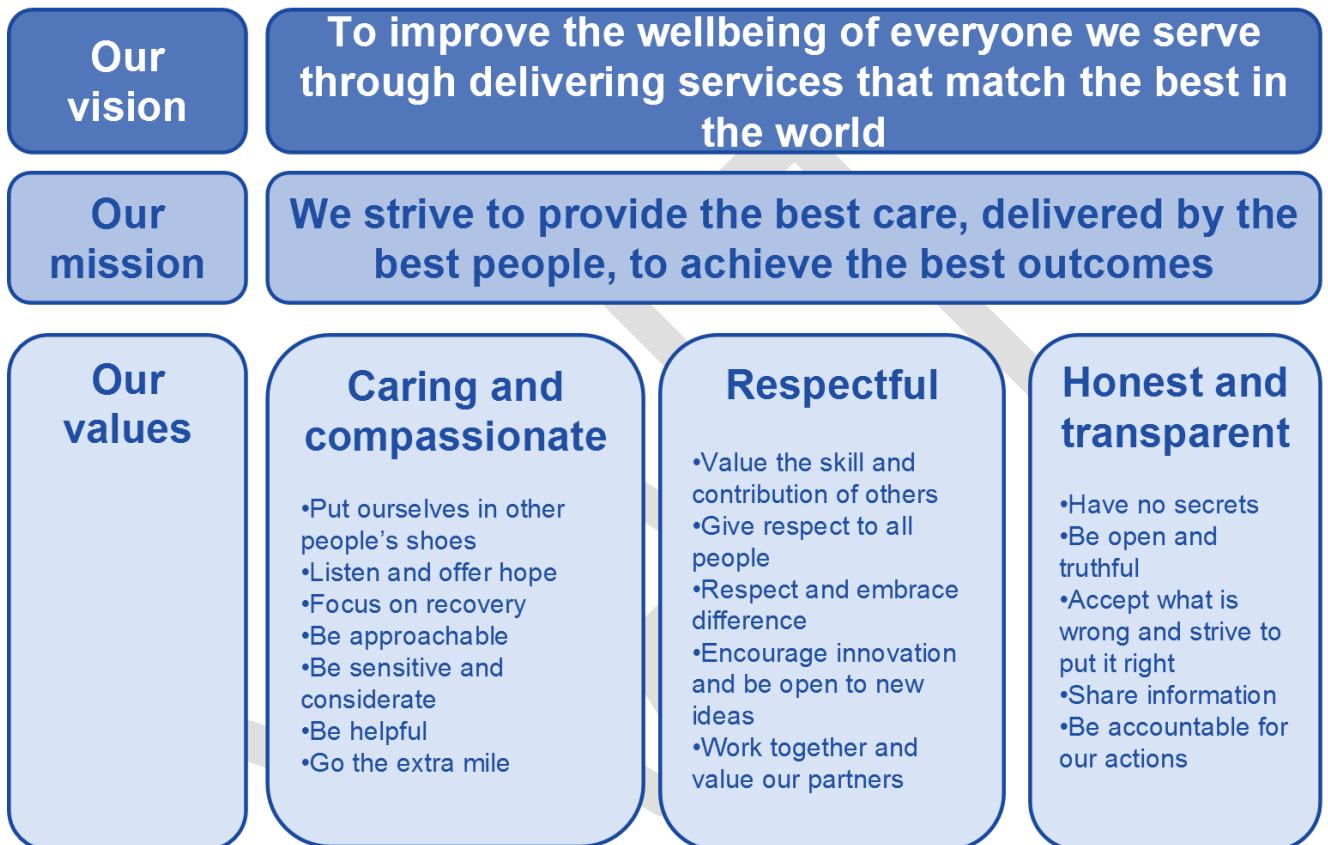 Our
vision
To improve the wellbeing of everyone we serve
through delivering services that match the best in
the world
Our
mission
We strive to provide the best care, delivered by the
best people, to achieve the best outcomes
Our
values
Caring and
compassionate
•Put ourselves in other
people’s shoes
•Listen and offer hope
•Focus on recovery
•Be approachable
•Be sensitive and
considerate
•Be helpful
•Go the extra mile
Respectful
•Value the skill and
contribution of others
•Give respect to all
people
•Respect and embrace
difference
•Encourage innovation
and be open to new
ideas
•Work together and
value our partners
Honest and
transparent
•Have no secrets
•Be open and
truthful
•Accept what is
wrong and strive to
put it right
•Share information
•Be accountable for
our actions